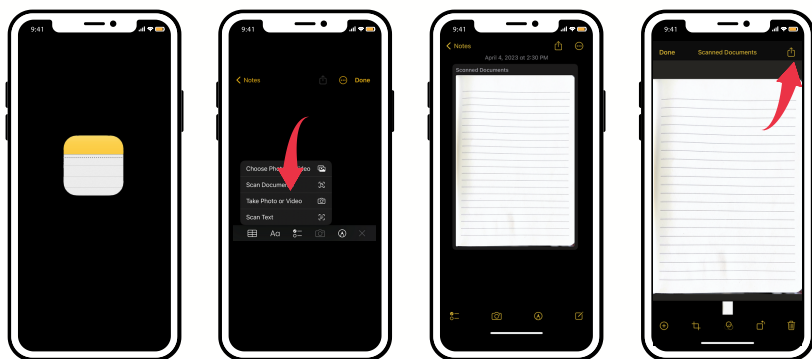 9:41
9:41
Notes
Done
Choose Photo or Video
Scan Documents
Take Photo or Video
Scan Text
Aa
9:41
Notes
April 4, 2023 at 2:30 PM
Scanned Documents
9:41
Done
Scanned Documents